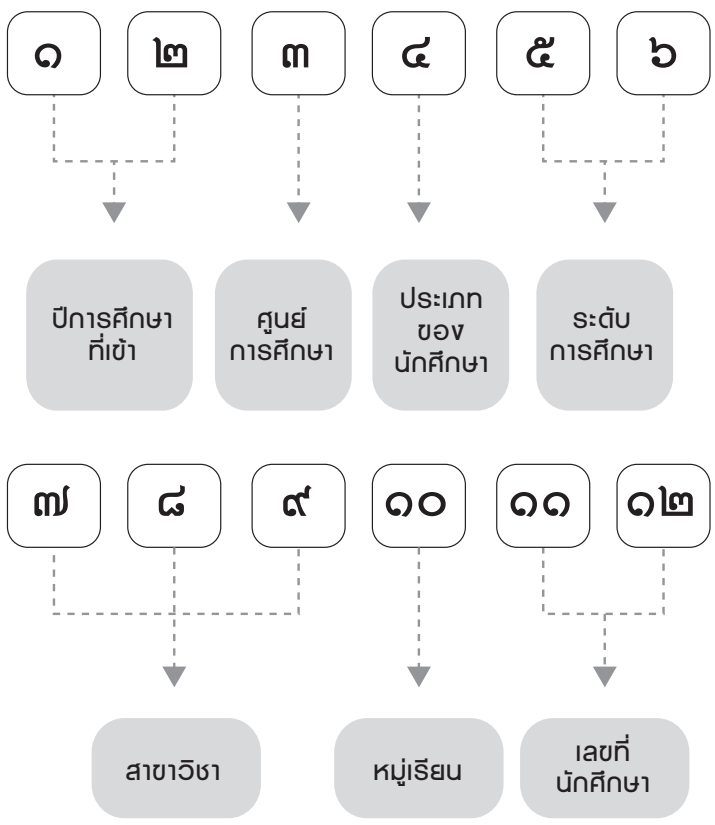 ๑ ๒ ๓ ๔ ๕ ๖
ปีการศึกษา
ที่เข้า
ศูนย์
การศึกษา
ประเภท
ของ
นักศึกษา
ระดับ
การศึกษา
๗ ๘ ๙ ๑๐ ๑๑ ๑๒
สาขาวิชา
หมู่เรียน
เลขที่
นักศึกษา